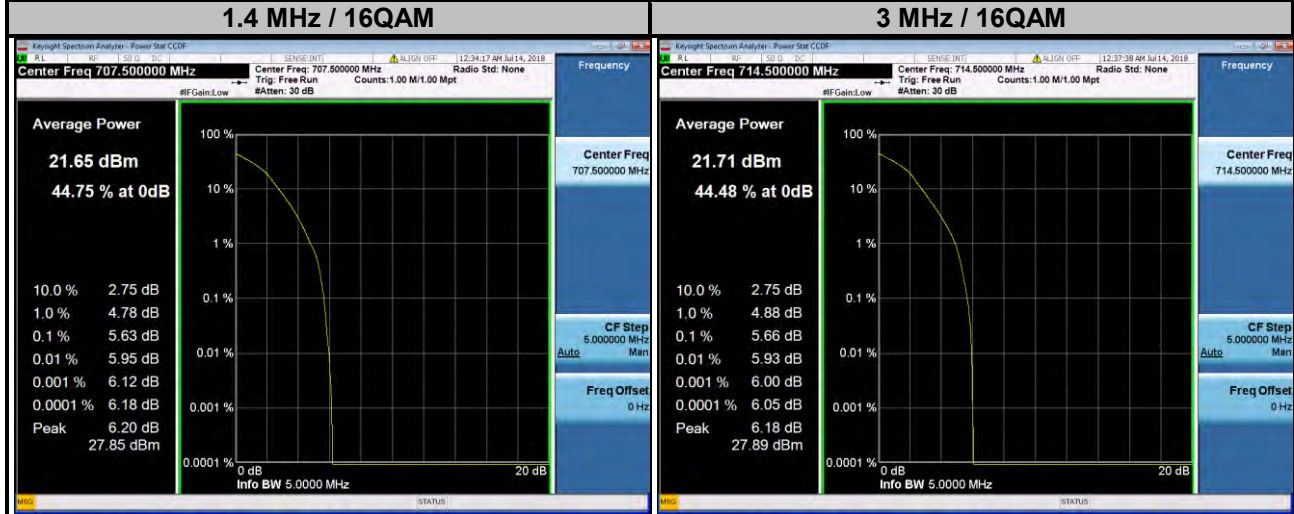 1.4 MHz / 16QAM
Keysight Spectrum Analyzer - Power Stat CCDF
RL RF 50 Ω DC SENSE:INT ALIGN OFF 12:34:17 AM Jul 14, 2018
Center Freq 707.500000 MHz
Center Freq: 707.500000 MHz Radio Std: None
Trig: Free Run Counts:1.00 M/1.00 Mpt
#IFGain:Low #Atten: 30 dB
Frequency
Average Power
21.65 dBm
44.75 % at 0dB
10.0 % 2.75 dB
1.0 % 4.78 dB
0.1 % 5.63 dB
0.01 % 5.95 dB
0.001 % 6.12 dB
0.0001 % 6.18 dB
Peak 6.20 dB
27.85 dBm
100 %
10 %
1 %
0.1 %
0.01 %
0.001 %
0.0001 %
0 dB 20 dB
Info BW 5.0000 MHz
Center Freq
707.500000 MHz
CF Step
5.000000 MHz
Auto Man
Freq Offset
0 Hz
MSG STATUS
3 MHz / 16QAM
Keysight Spectrum Analyzer - Power Stat CCDF
RL RF 50 Ω DC SENSE:INT ALIGN OFF 12:37:38 AM Jul 14, 2018
Center Freq 714.500000 MHz
Center Freq: 714.500000 MHz Radio Std: None
Trig: Free Run Counts:1.00 M/1.00 Mpt
#IFGain:Low #Atten: 30 dB
Frequency
Average Power
21.71 dBm
44.48 % at 0dB
10.0 % 2.75 dB
1.0 % 4.88 dB
0.1 % 5.66 dB
0.01 % 5.93 dB
0.001 % 6.00 dB
0.0001 % 6.05 dB
Peak 6.18 dB
27.89 dBm
100 %
10 %
1 %
0.1 %
0.01 %
0.001 %
0.0001 %
0 dB 20 dB
Info BW 5.0000 MHz
Center Freq
714.500000 MHz
CF Step
5.000000 MHz
Auto Man
Freq Offset
0 Hz
MSG STATUS